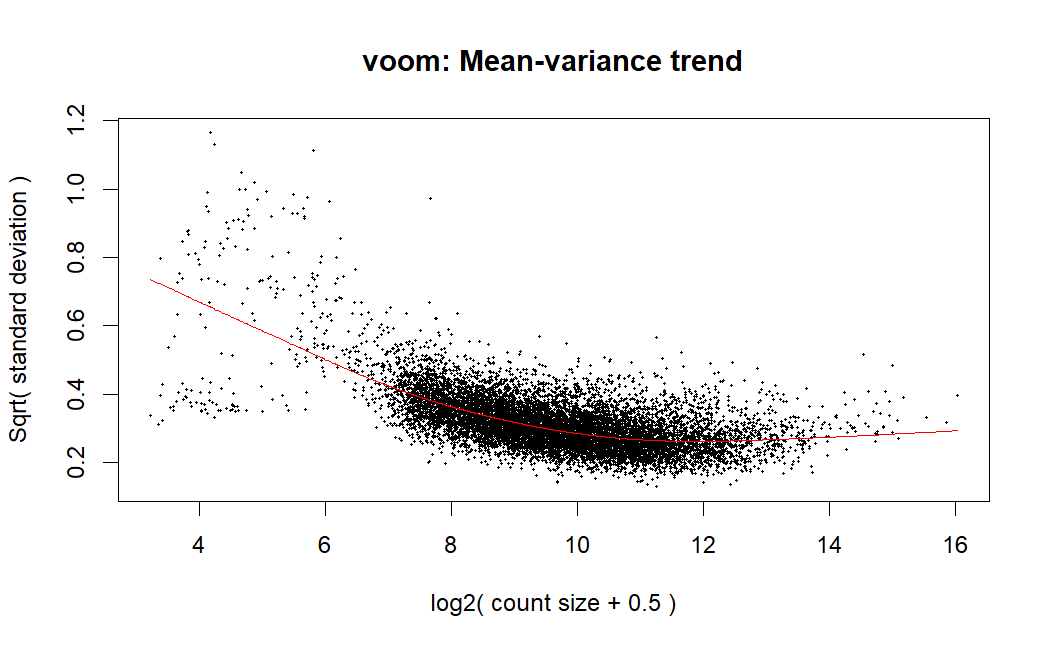 voom: Mean-variance trend
Sqrt( standard deviation )
1.2
1.0
0.8
0.6
0.4
0.2
4 6 8 10 12 14 16
log2( count size + 0.5 )